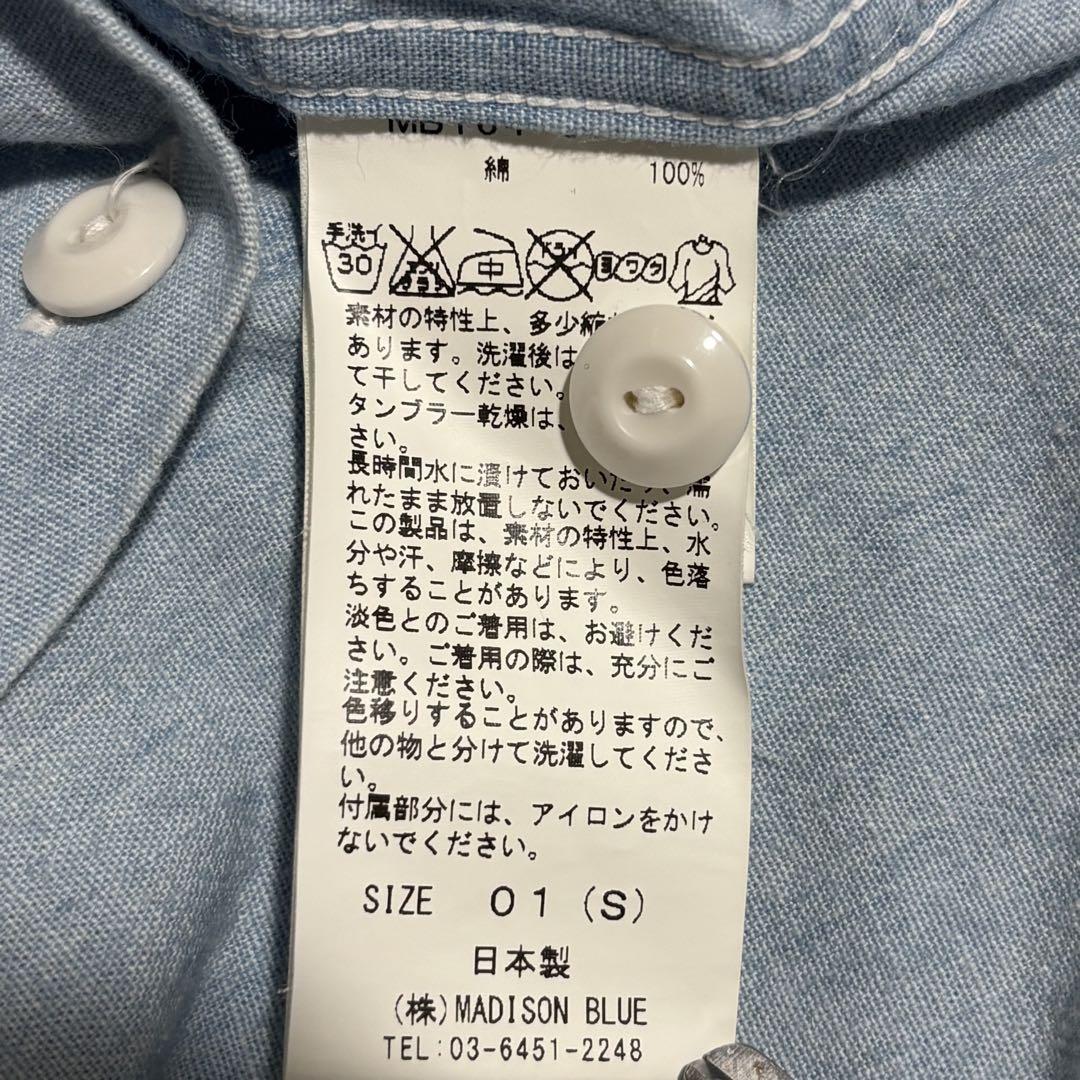 綿 100%
手洗イ 30 エンソ サラシ 中 ドライ ヨワク
素材の特性上、多少縮
あります。洗濯後は
て干してください。
タンブラー乾燥は、
さい。
長時間水に漬けておいたり、濡
れたまま放置しないでください。
この製品は、素材の特性上、水
分や汗、摩擦などにより、色落
ちすることがあります。
淡色とのご着用は、お避けくだ
さい。ご着用の際は、充分にご
注意ください。
色移りすることがありますので、
他の物と分けて洗濯してくださ
い。
付属部分には、アイロンをかけ
ないでください。
SIZE 01 (S)
日本製
(株)MADISON BLUE
TEL:03-6451-2248